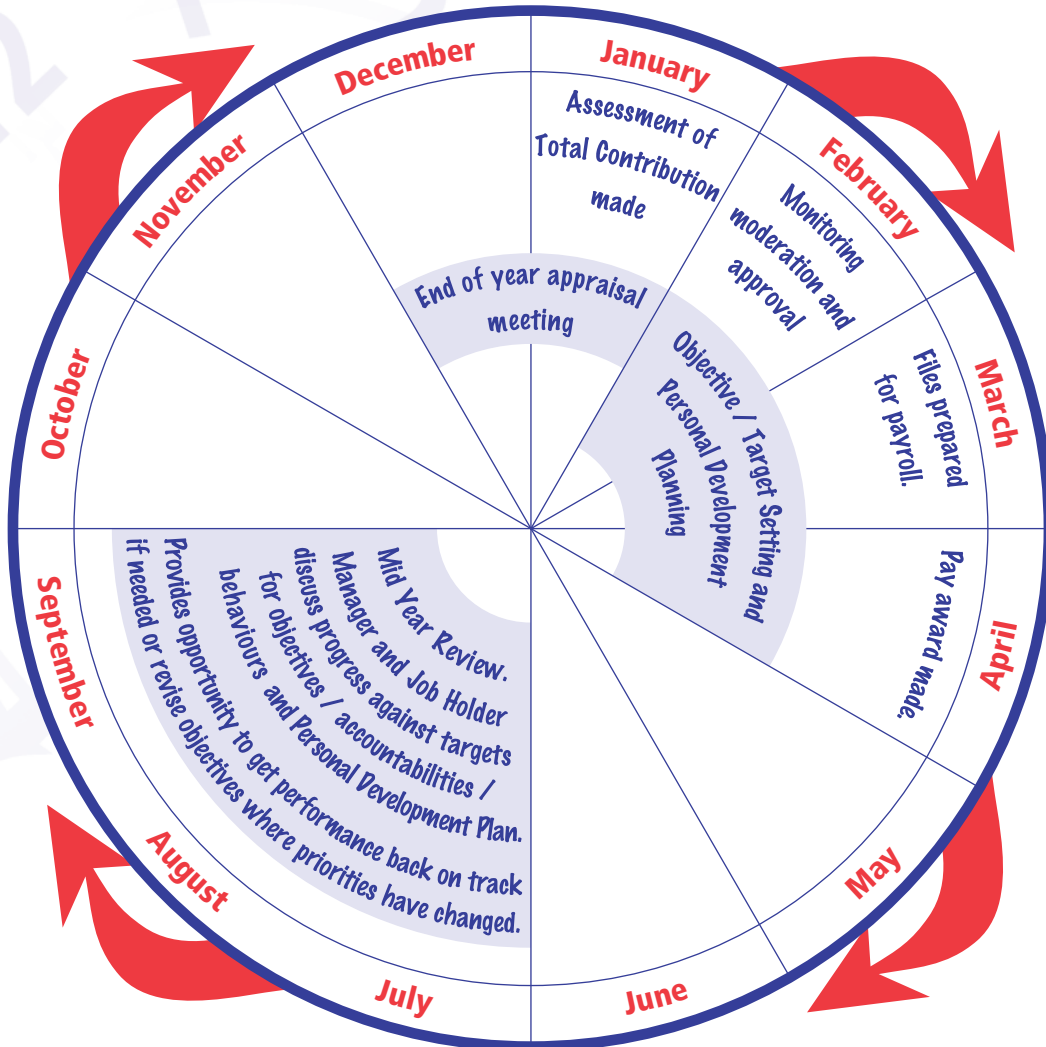 January
Assessment of
Total Contribution
made
February
Monitoring
moderation and
approval
March
Files prepared
for payroll.
April
Pay award made.
May
June
July
August
September
October
November
December
End of year appraisal
meeting
Objective / Target Setting and
Personal Development
Planning
Mid Year Review.
Manager and Job Holder
discuss progress against targets
for objectives / accountabilities /
behaviours and Personal Development Plan.
Provides opportunity to get performance back on track
if needed or revise objectives where priorities have changed.